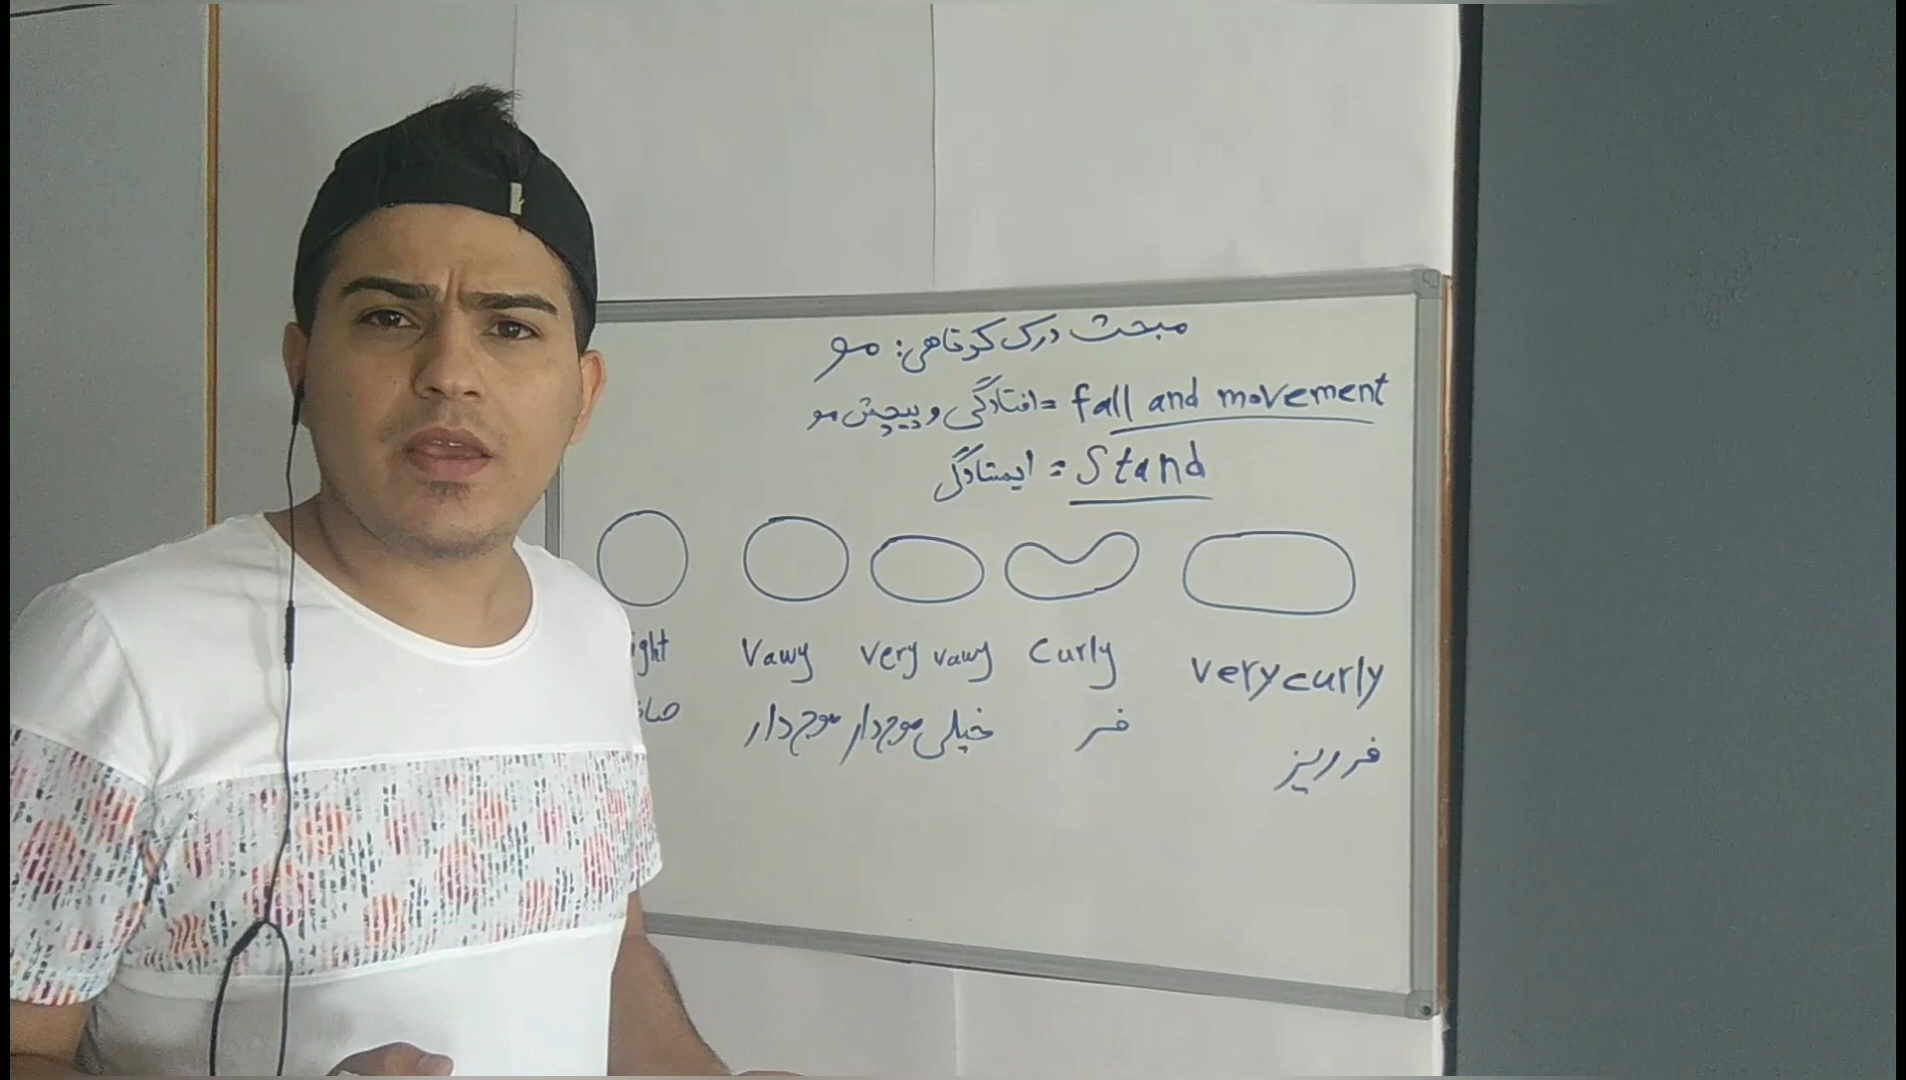 مبحث درک کوتاهی: مو
fall and movement = افتادگی و پیچش مو
Stand = ایستادگی
ight Vawy very vawy Curly very curly
صاف موج دار خیلی موج دار فر فر ریز